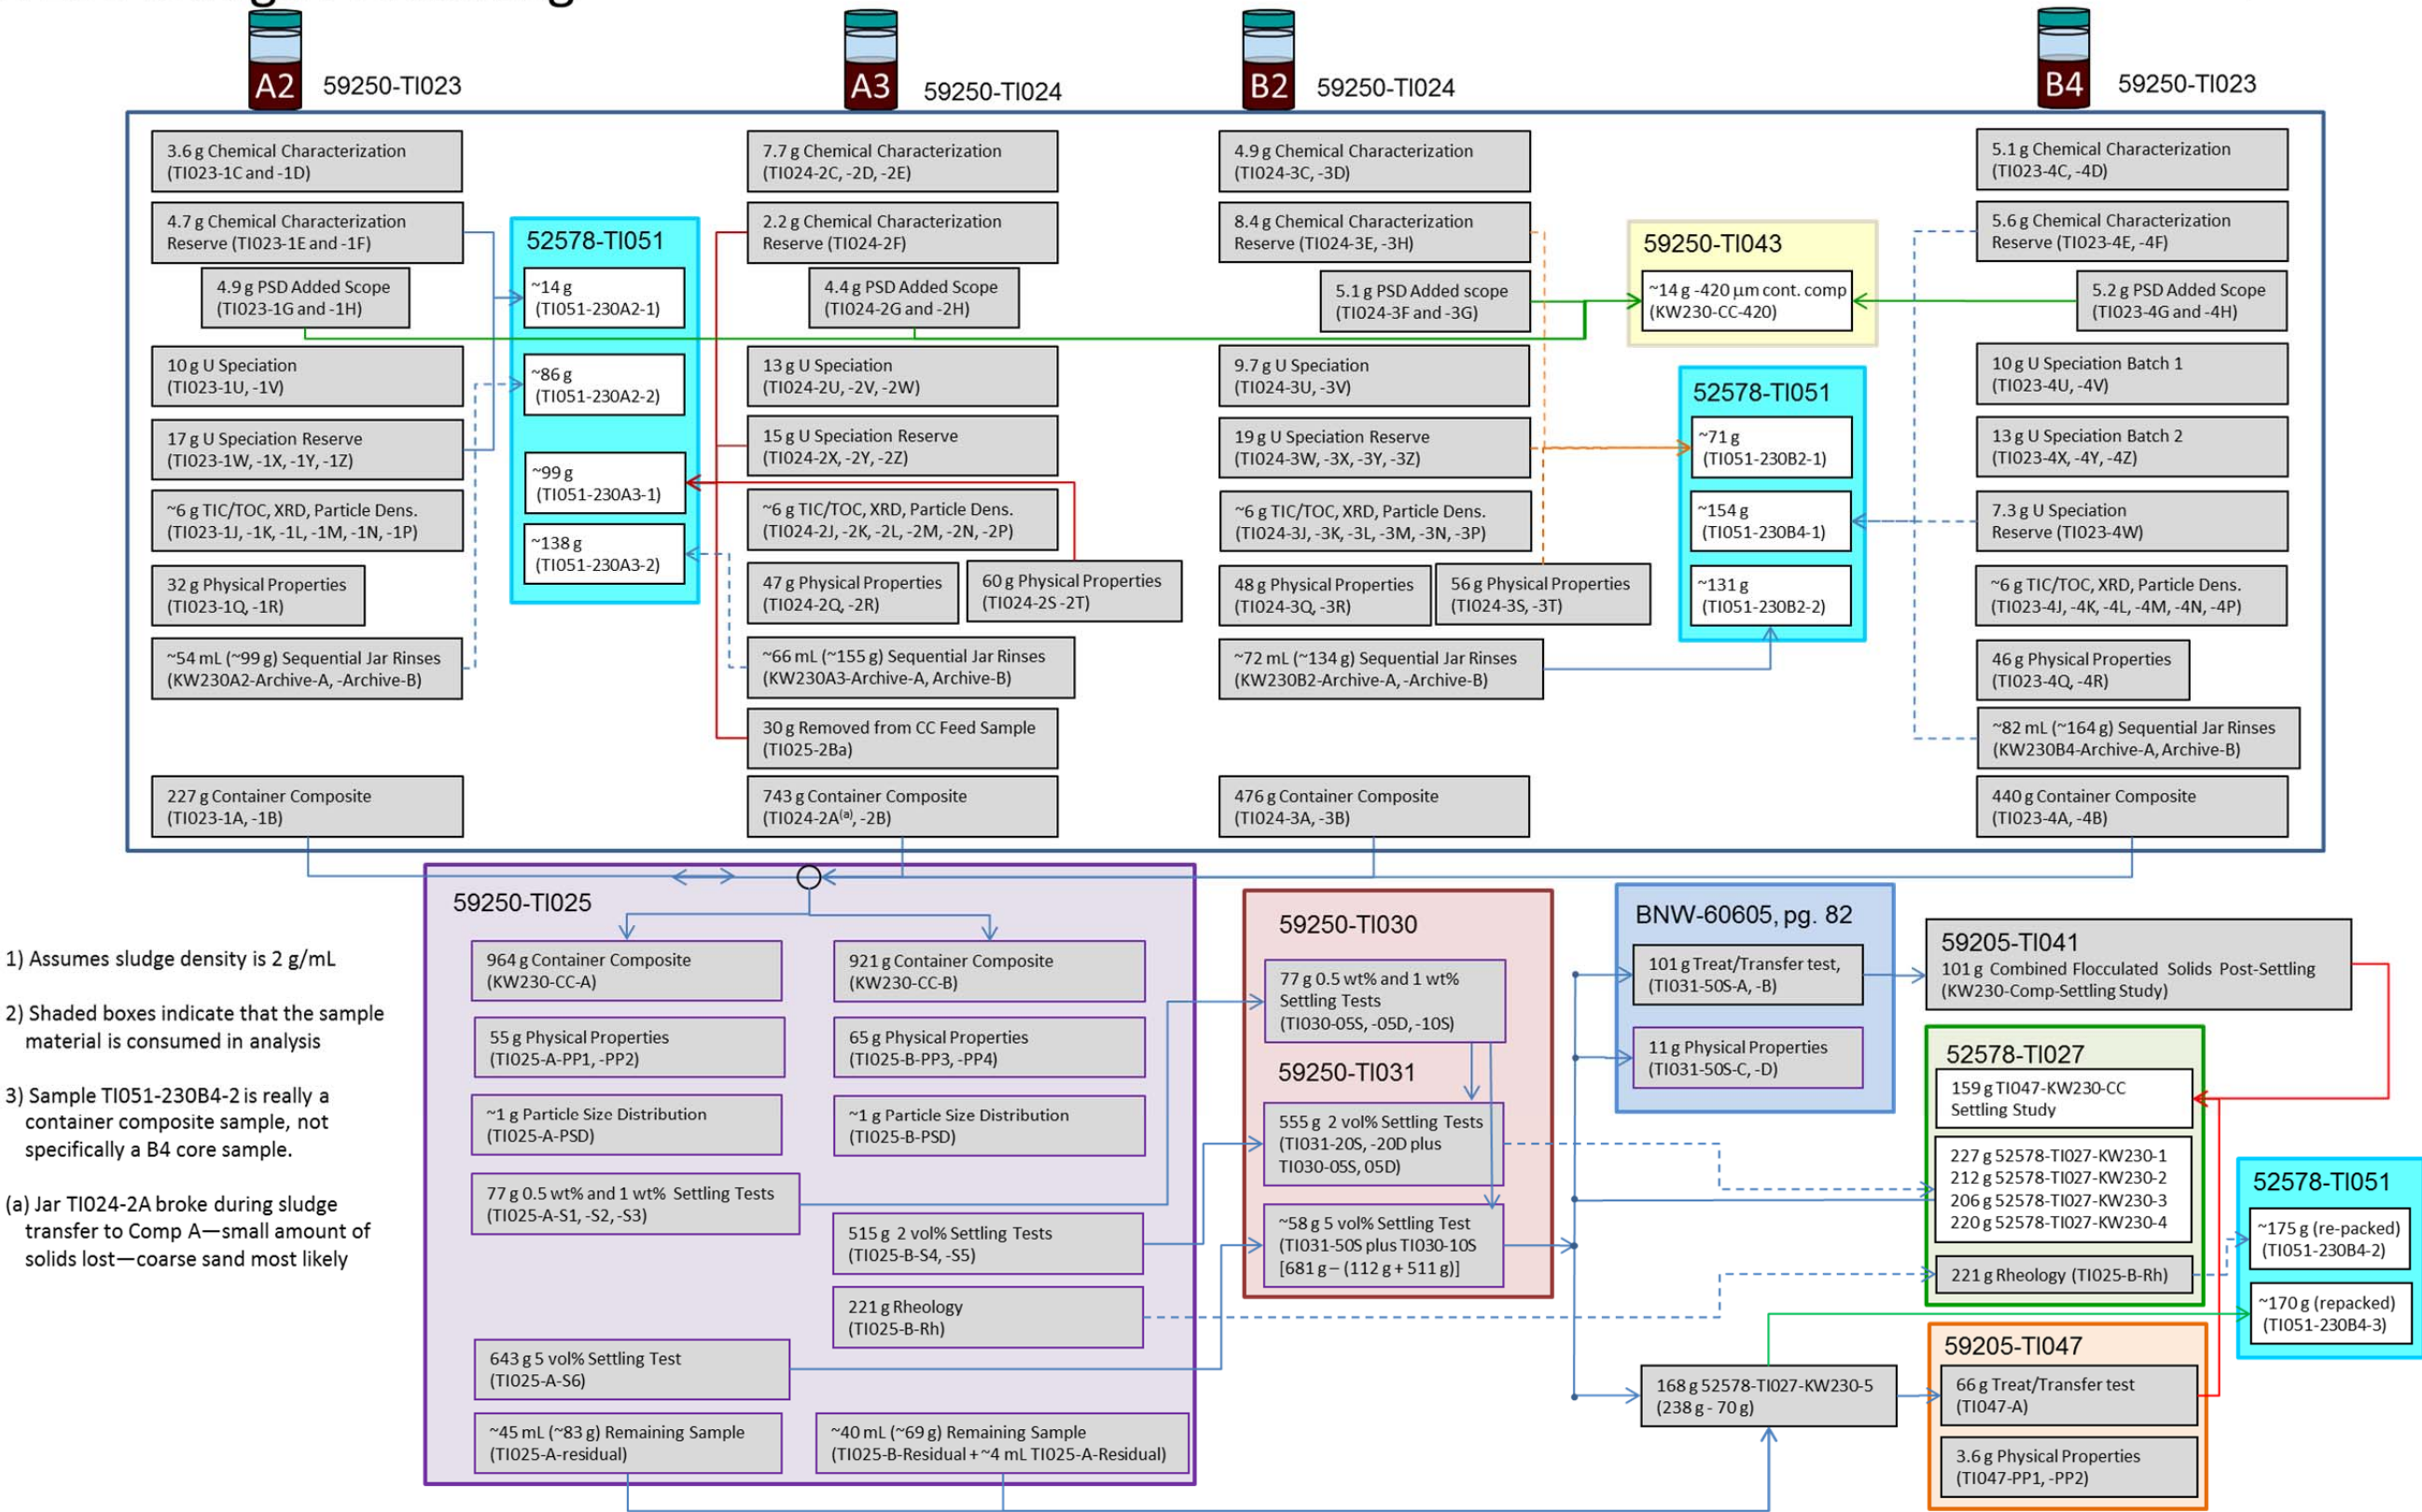 A2
59250-TI023
A3
59250-TI024
B2
59250-TI024
B4
59250-TI023
3.6 g Chemical Characterization
(TI023-1C and -1D)
4.7 g Chemical Characterization
Reserve (TI023-1E and -1F)
4.9 g PSD Added Scope
(TI023-1G and -1H)
10 g U Speciation
(TI023-1U, -1V)
17 g U Speciation Reserve
(TI023-1W, -1X, -1Y, -1Z)
~6 g TIC/TOC, XRD, Particle Dens.
(TI023-1J, -1K, -1L, -1M, -1N, -1P)
32 g Physical Properties
(TI023-1Q, -1R)
~54 mL (~99 g) Sequential Jar Rinses
(KW230A2-Archive-A, -Archive-B)
227 g Container Composite
(TI023-1A, -1B)
52578-TI051
~14 g
(TI051-230A2-1)
~86 g
(TI051-230A2-2)
~99 g
(TI051-230A3-1)
~138 g
(TI051-230A3-2)
7.7 g Chemical Characterization
(TI024-2C, -2D, -2E)
2.2 g Chemical Characterization
Reserve (TI024-2F)
4.4 g PSD Added Scope
(TI024-2G and -2H)
13 g U Speciation
(TI024-2U, -2V, -2W)
15 g U Speciation Reserve
(TI024-2X, -2Y, -2Z)
~6 g TIC/TOC, XRD, Particle Dens.
(TI024-2J, -2K, -2L, -2M, -2N, -2P)
47 g Physical Properties
(TI024-2Q, -2R)
60 g Physical Properties
(TI024-2S -2T)
~66 mL (~155 g) Sequential Jar Rinses
(KW230A3-Archive-A, Archive-B)
30 g Removed from CC Feed Sample
(TI025-2Ba)
743 g Container Composite
(TI024-2A(a), -2B)
4.9 g Chemical Characterization
(TI024-3C, -3D)
8.4 g Chemical Characterization
Reserve (TI024-3E, -3H)
5.1 g PSD Added scope
(TI024-3F and -3G)
9.7 g U Speciation
(TI024-3U, -3V)
19 g U Speciation Reserve
(TI024-3W, -3X, -3Y, -3Z)
~6 g TIC/TOC, XRD, Particle Dens.
(TI024-3J, -3K, -3L, -3M, -3N, -3P)
48 g Physical Properties
(TI024-3Q, -3R)
56 g Physical Properties
(TI024-3S, -3T)
~72 mL (~134 g) Sequential Jar Rinses
(KW230B2-Archive-A, -Archive-B)
476 g Container Composite
(TI024-3A, -3B)
59250-TI043
~14 g -420 µm cont. comp
(KW230-CC-420)
52578-TI051
~71 g
(TI051-230B2-1)
~154 g
(TI051-230B4-1)
~131 g
(TI051-230B2-2)
5.1 g Chemical Characterization
(TI023-4C, -4D)
5.6 g Chemical Characterization
Reserve (TI023-4E, -4F)
5.2 g PSD Added Scope
(TI023-4G and -4H)
10 g U Speciation Batch 1
(TI023-4U, -4V)
13 g U Speciation Batch 2
(TI023-4X, -4Y, -4Z)
7.3 g U Speciation
Reserve (TI023-4W)
~6 g TIC/TOC, XRD, Particle Dens.
(TI023-4J, -4K, -4L, -4M, -4N, -4P)
46 g Physical Properties
(TI023-4Q, -4R)
~82 mL (~164 g) Sequential Jar Rinses
(KW230B4-Archive-A, Archive-B)
440 g Container Composite
(TI023-4A, -4B)
1) Assumes sludge density is 2 g/mL
2) Shaded boxes indicate that the sample
material is consumed in analysis
3) Sample TI051-230B4-2 is really a
container composite sample, not
specifically a B4 core sample.
(a) Jar TI024-2A broke during sludge
transfer to Comp A—small amount of
solids lost—coarse sand most likely
59250-TI025
964 g Container Composite
(KW230-CC-A)
921 g Container Composite
(KW230-CC-B)
55 g Physical Properties
(TI025-A-PP1, -PP2)
65 g Physical Properties
(TI025-B-PP3, -PP4)
~1 g Particle Size Distribution
(TI025-A-PSD)
~1 g Particle Size Distribution
(TI025-B-PSD)
77 g 0.5 wt% and 1 wt% Settling Tests
(TI025-A-S1, -S2, -S3)
515 g 2 vol% Settling Tests
(TI025-B-S4, -S5)
221 g Rheology
(TI025-B-Rh)
643 g 5 vol% Settling Test
(TI025-A-S6)
~45 mL (~83 g) Remaining Sample
(TI025-A-residual)
~40 mL (~69 g) Remaining Sample
(TI025-B-Residual + ~4 mL TI025-A-Residual)
59250-TI030
77 g 0.5 wt% and 1 wt%
Settling Tests
(TI030-05S, -05D, -10S)
59250-TI031
555 g 2 vol% Settling Tests
(TI031-20S, -20D plus
TI030-05S, 05D)
~58 g 5 vol% Settling Test
(TI031-50S plus TI030-10S
[681 g – (112 g + 511 g)]
BNW-60605, pg. 82
101 g Treat/Transfer test,
(TI031-50S-A, -B)
11 g Physical Properties
(TI031-50S-C, -D)
59205-TI041
101 g Combined Flocculated Solids Post-Settling
(KW230-Comp-Settling Study)
52578-TI027
159 g TI047-KW230-CC
Settling Study
227 g 52578-TI027-KW230-1
212 g 52578-TI027-KW230-2
206 g 52578-TI027-KW230-3
220 g 52578-TI027-KW230-4
221 g Rheology (TI025-B-Rh)
52578-TI051
~175 g (re-packed)
(TI051-230B4-2)
~170 g (repacked)
(TI051-230B4-3)
168 g 52578-TI027-KW230-5
(238 g - 70 g)
59205-TI047
66 g Treat/Transfer test
(TI047-A)
3.6 g Physical Properties
(TI047-PP1, -PP2)